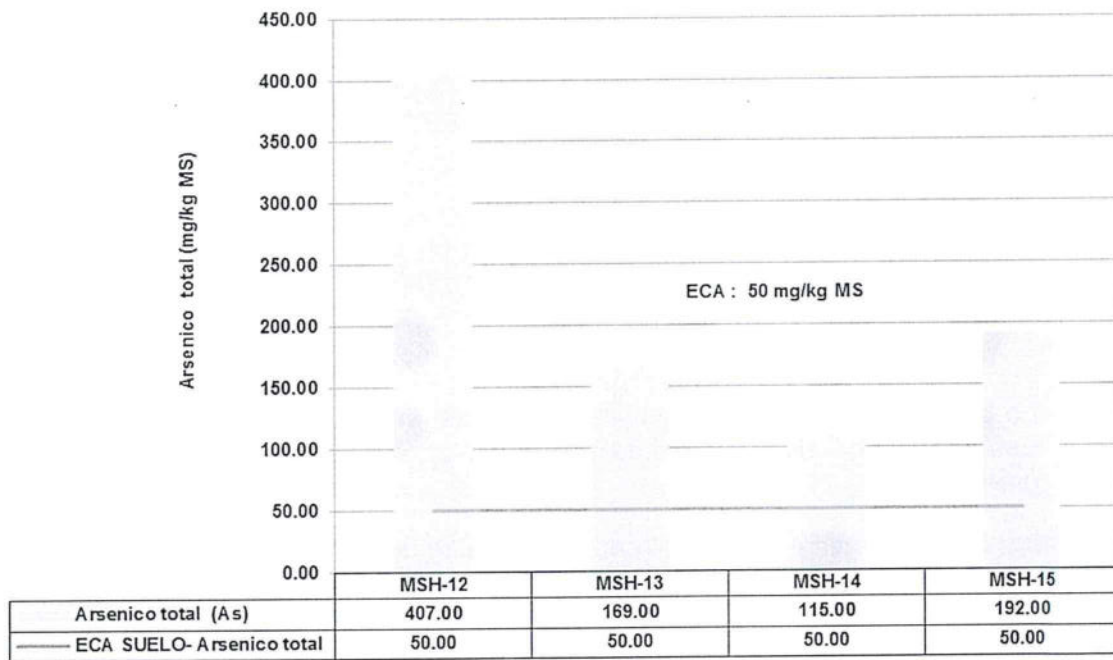 450.00
400.00
350.00
300.00
250.00
200.00
150.00
100.00
50.00
0.00
Arsenico total (mg/kg MS)
ECA : 50 mg/kg MS
MSH-12 MSH-13 MSH-14 MSH-15
Arsenico total (As) 407.00 169.00 115.00 192.00
ECA SUELO- Arsenico total 50.00 50.00 50.00 50.00